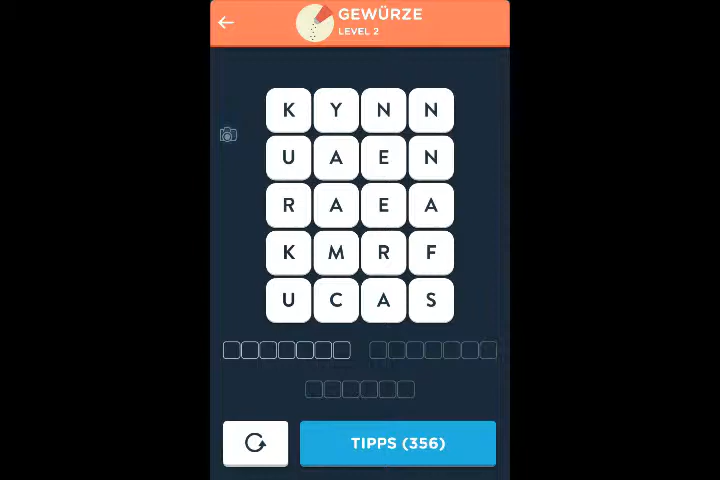 GEWÜRZE
LEVEL 2
K Y N N
U A E N
R A E A
K M R F
U C A S
TIPPS (356)